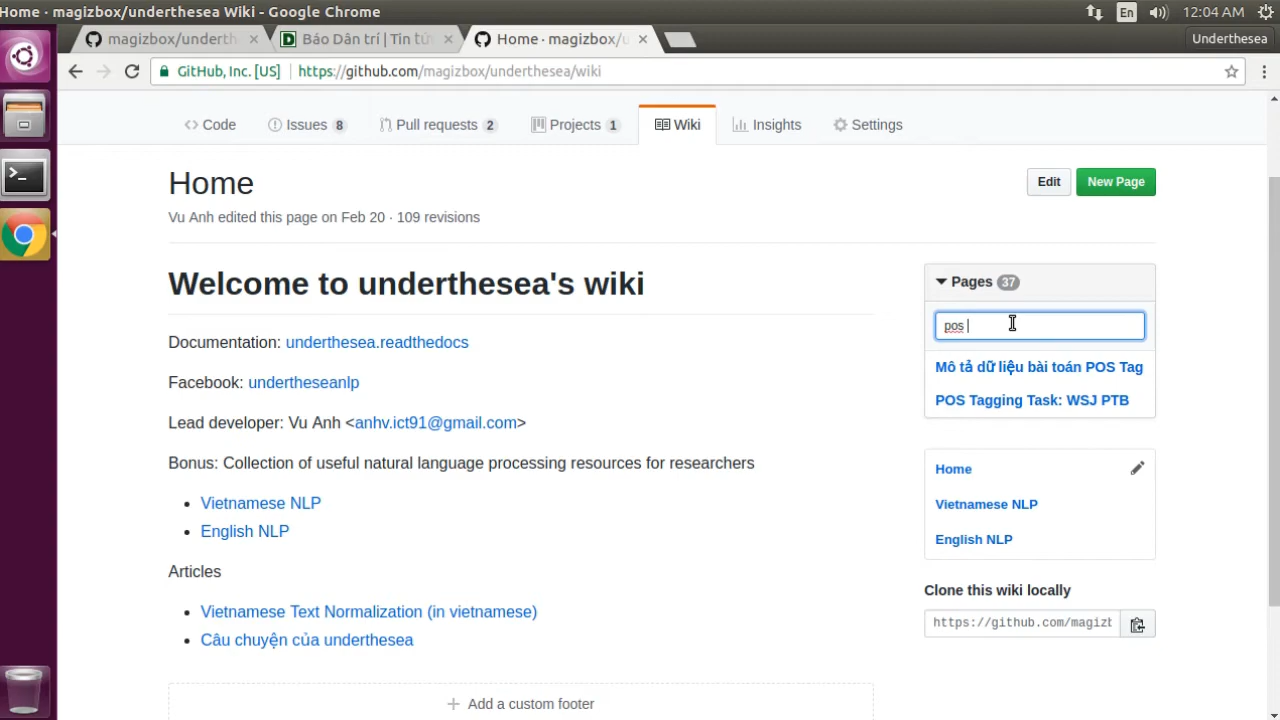 Home · magizbox/underthesea Wiki - Google Chrome
En
12:04 AM
magizbox/underth
Báo Dân trí | Tin tức
Home · magizbox/u
Underthesea
GitHub, Inc. [US]
https://github.com/magizbox/underthesea/wiki
Code
Issues 8
Pull requests 2
Projects 1
Wiki
Insights
Settings
Home
Edit
New Page
Vu Anh edited this page on Feb 20 · 109 revisions
Welcome to underthesea's wiki
Documentation: underthesea.readthedocs
Facebook: undertheseanlp
Lead developer: Vu Anh <anhv.ict91@gmail.com>
Bonus: Collection of useful natural language processing resources for researchers
• Vietnamese NLP
• English NLP
Articles
• Vietnamese Text Normalization (in vietnamese)
• Câu chuyện của underthesea
Add a custom footer
Pages 37
pos
Mô tả dữ liệu bài toán POS Tag
POS Tagging Task: WSJ PTB
Home
Vietnamese NLP
English NLP
Clone this wiki locally
https://github.com/magizt